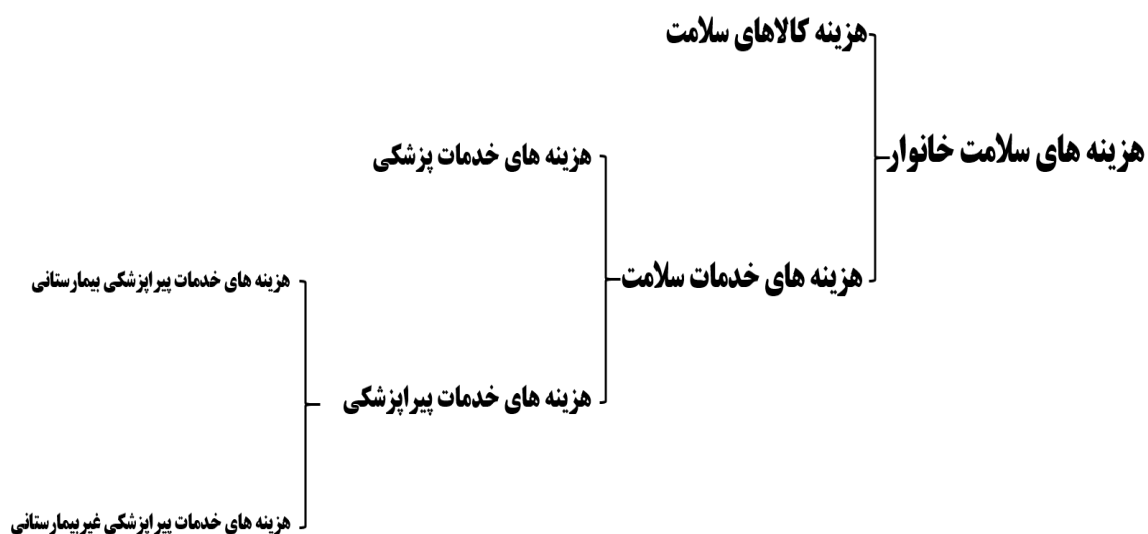 هزینه کالاهای سلامت
هزینه های سلامت خانوار
هزینه های خدمات پزشکی
هزینه های خدمات سلامت
هزینه های خدمات پیراپزشکی بیمارستانی
هزینه های خدمات پیراپزشکی
هزینه های خدمات پیراپزشکی غیربیمارستانی